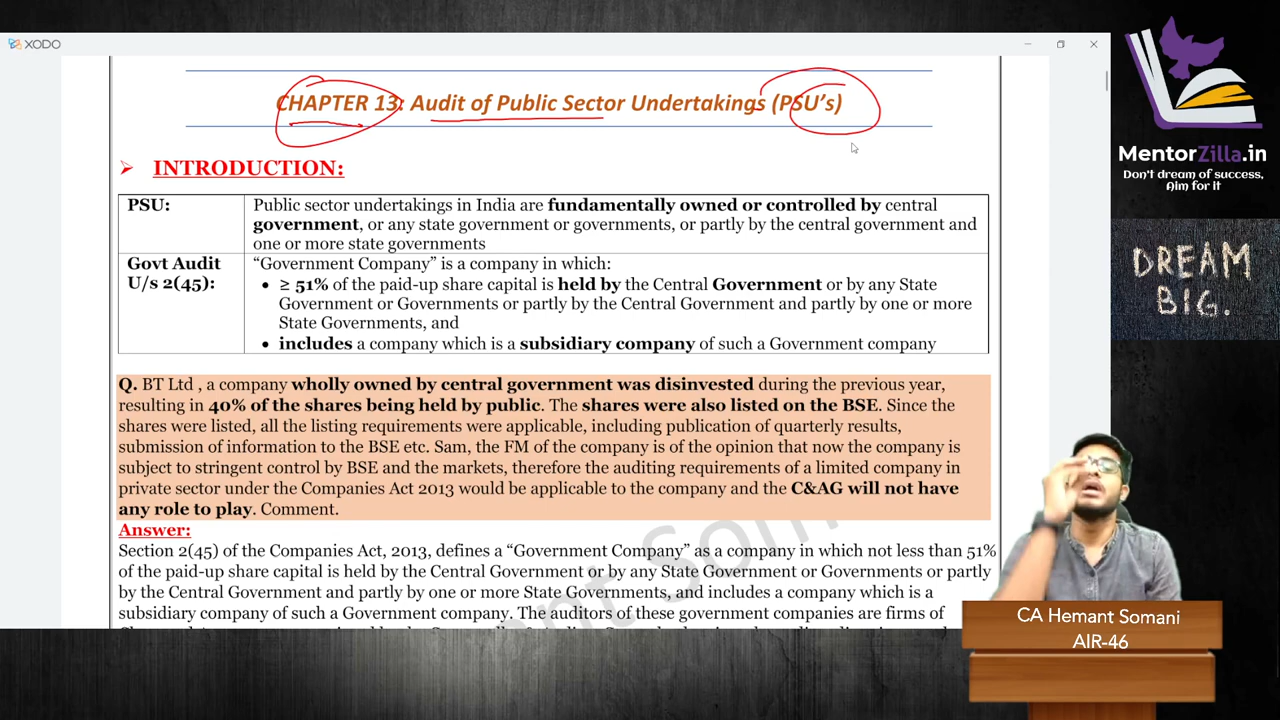 XODO
CHAPTER 13: Audit of Public Sector Undertakings (PSU's)
➢ INTRODUCTION:
PSU: Public sector undertakings in India are fundamentally owned or controlled by central
government, or any state government or governments, or partly by the central government and
one or more state governments
Govt Audit “Government Company” is a company in which:
U/s 2(45): • ≥ 51% of the paid-up share capital is held by the Central Government or by any State
Government or Governments or partly by the Central Government and partly by one or more
State Governments, and
• includes a company which is a subsidiary company of such a Government company
Q. BT Ltd , a company wholly owned by central government was disinvested during the previous year,
resulting in 40% of the shares being held by public. The shares were also listed on the BSE. Since the
shares were listed, all the listing requirements were applicable, including publication of quarterly results,
submission of information to the BSE etc. Sam, the FM of the company is of the opinion that now the company is
subject to stringent control by BSE and the markets, therefore the auditing requirements of a limited company in
private sector under the Companies Act 2013 would be applicable to the company and the C&AG will not have
any role to play. Comment.
Answer:
Section 2(45) of the Companies Act, 2013, defines a “Government Company” as a company in which not less than 51%
of the paid-up share capital is held by the Central Government or by any State Government or Governments or partly
by the Central Government and partly by one or more State Governments, and includes a company which is a
subsidiary company of such a Government company. The auditors of these government companies are firms of
MentorZilla.in
Don't dream of success,
Aim for it
DREAM
BIG.
CA Hemant Somani
AIR-46